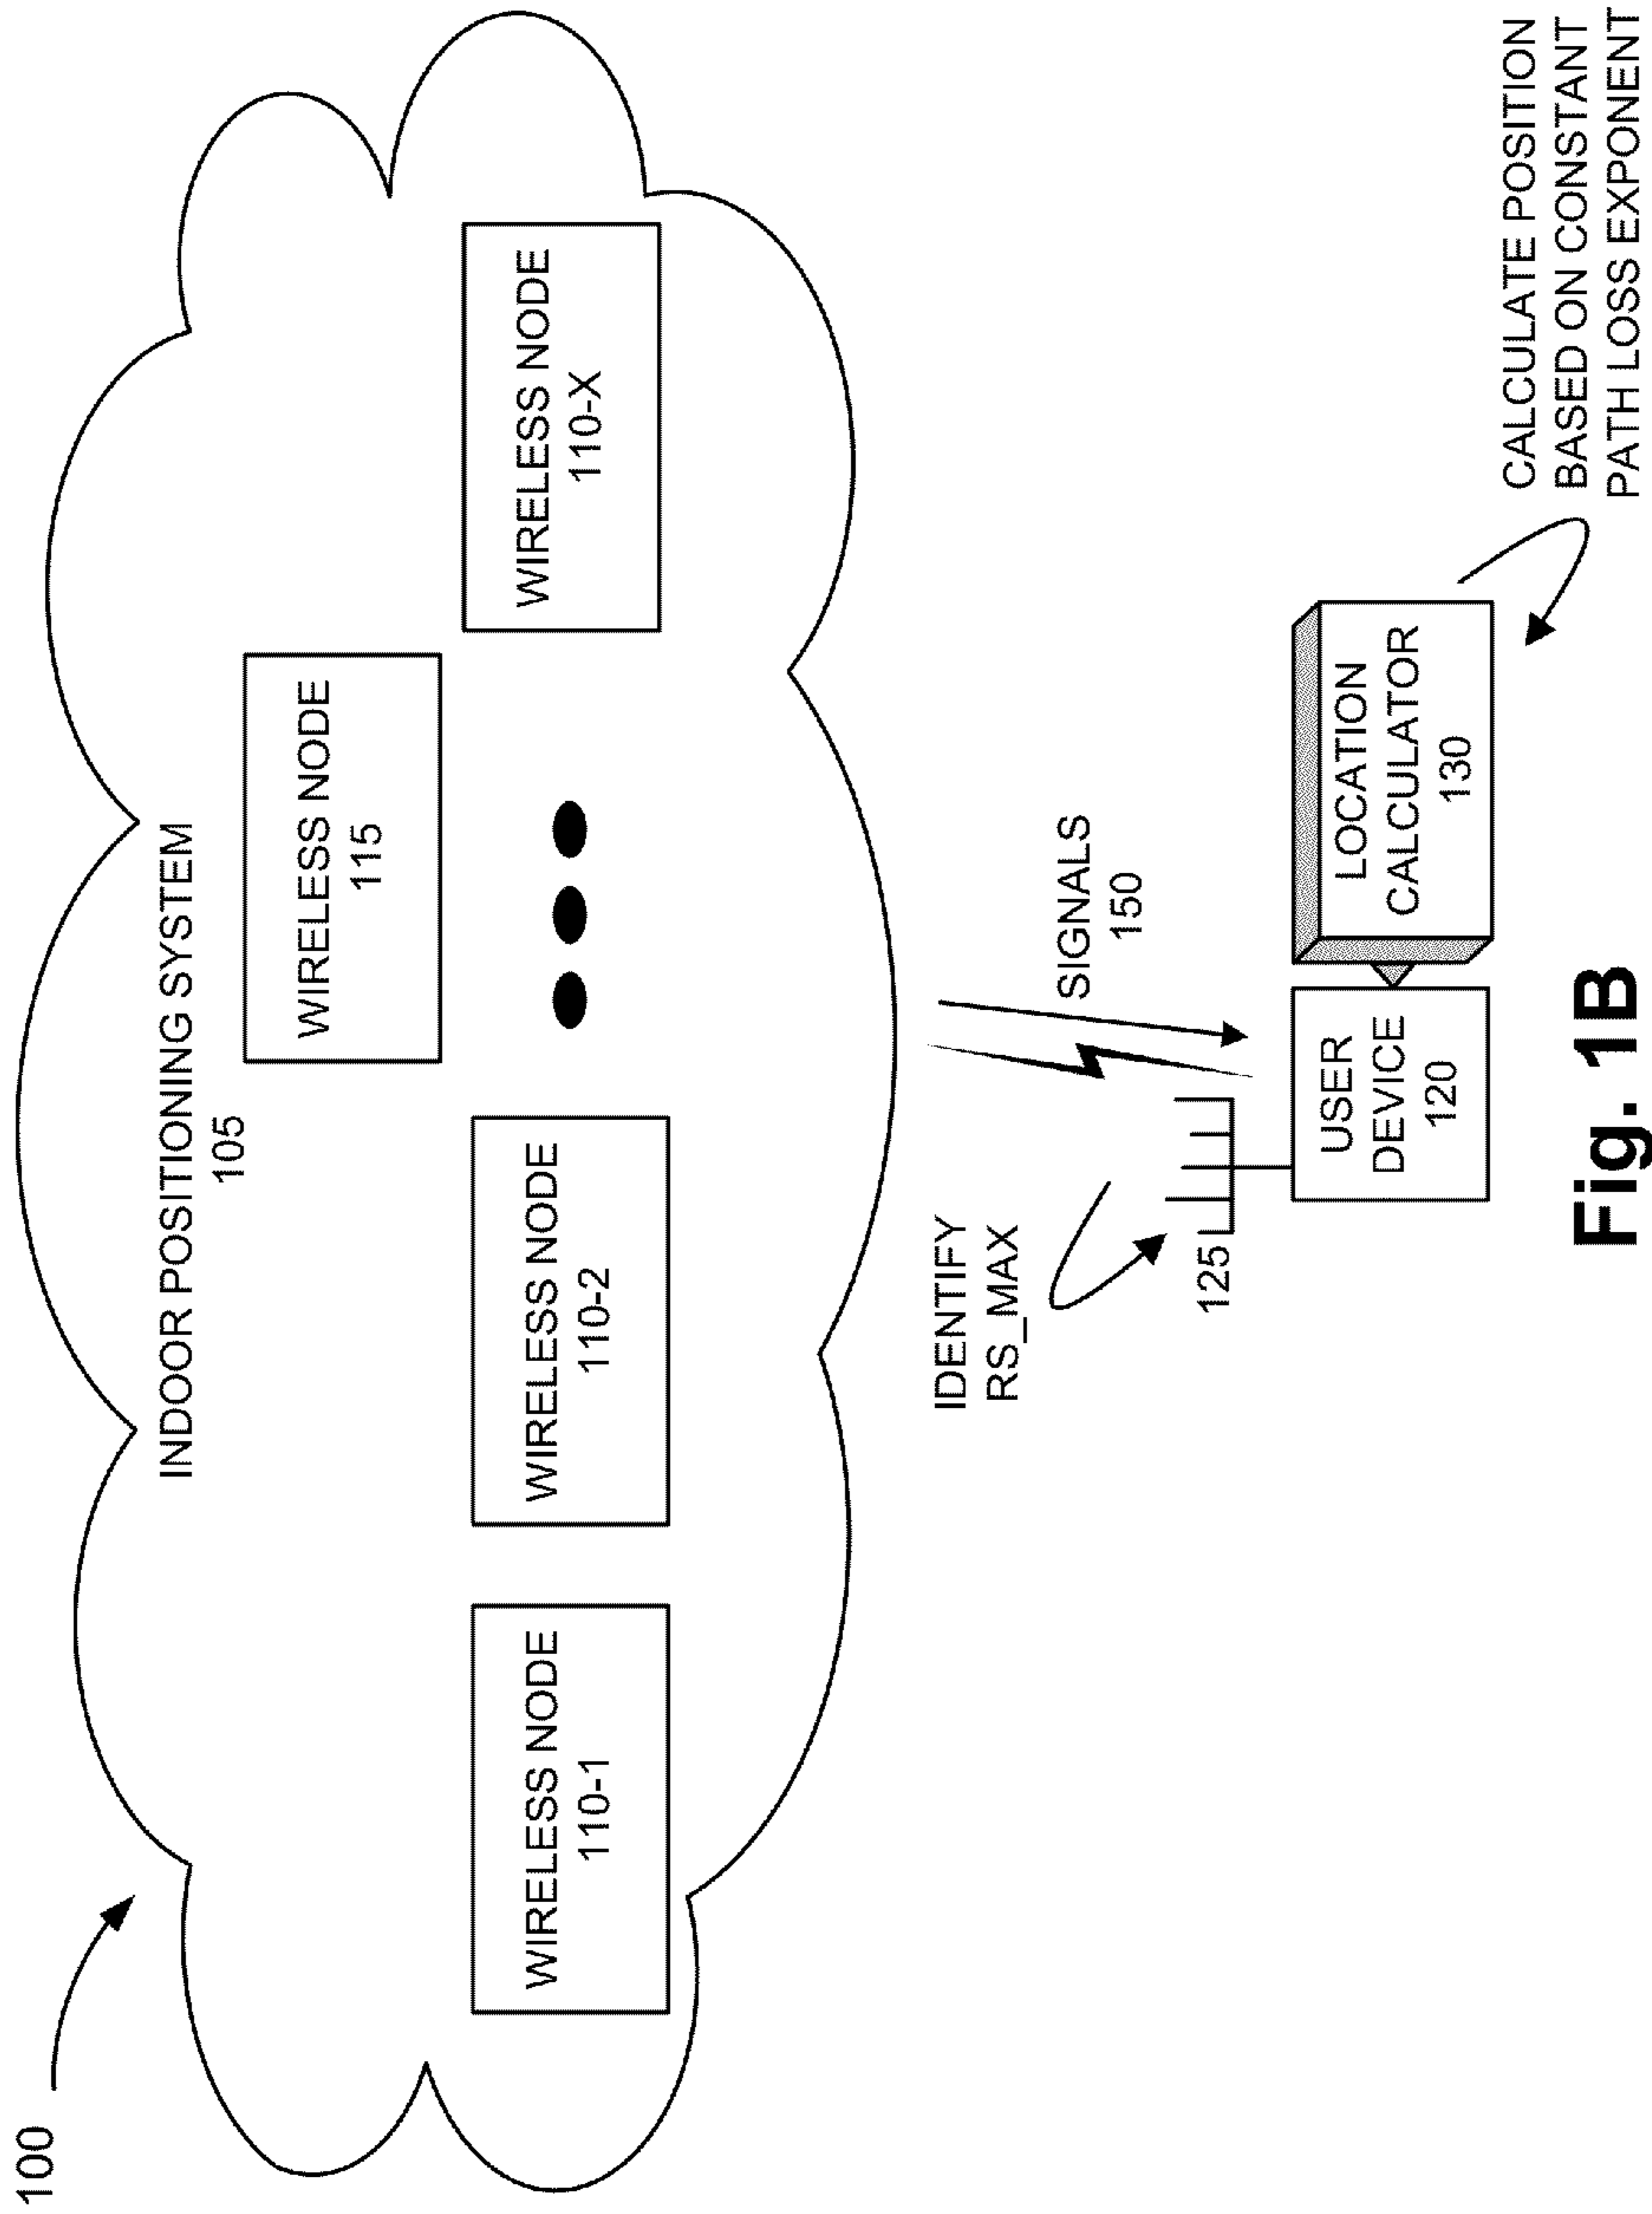 100
INDOOR POSITIONING SYSTEM
105
WIRELESS NODE
115
WIRELESS NODE
110-1
WIRELESS NODE
110-2
WIRELESS NODE
110-X
IDENTIFY
RS_MAX
SIGNALS
150
125
USER
DEVICE
120
LOCATION
CALCULATOR
130
CALCULATE POSITION
BASED ON CONSTANT
PATH LOSS EXPONENT
Fig. 1B